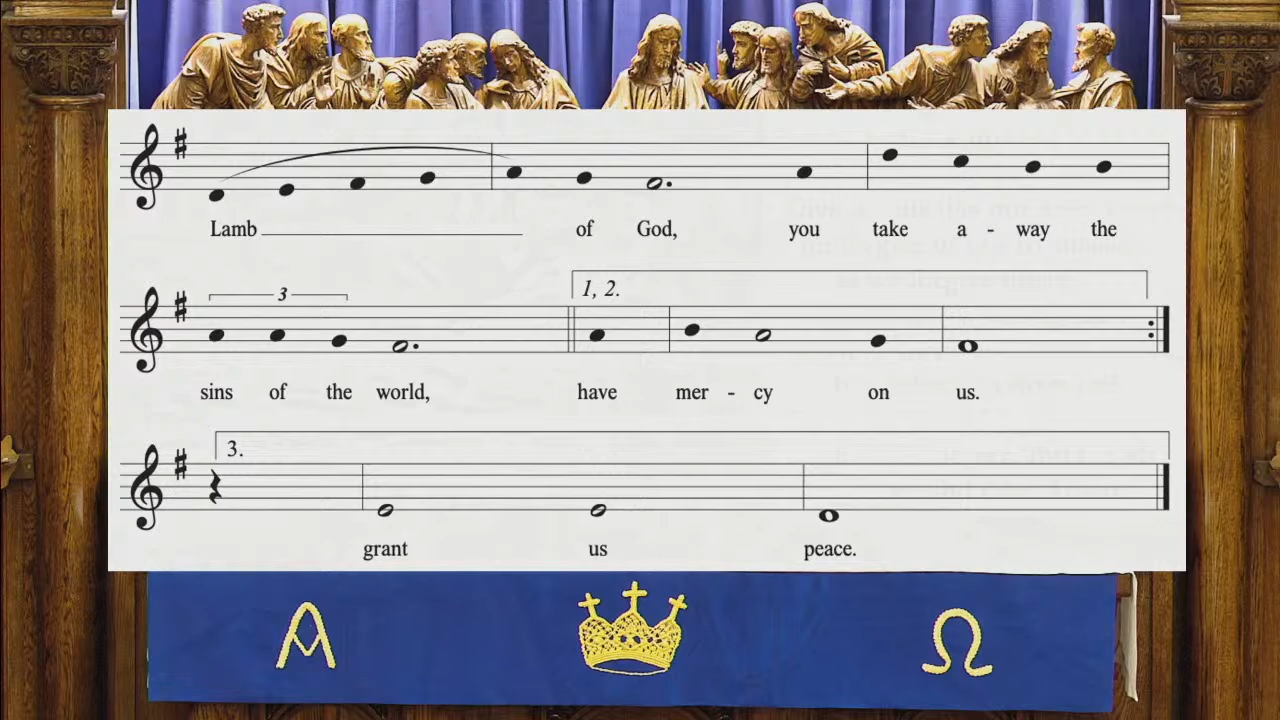 Lamb of God, you take a - way the
3
1, 2.
sins of the world, have mer - cy on us.
3.
grant us peace.
Α Ω